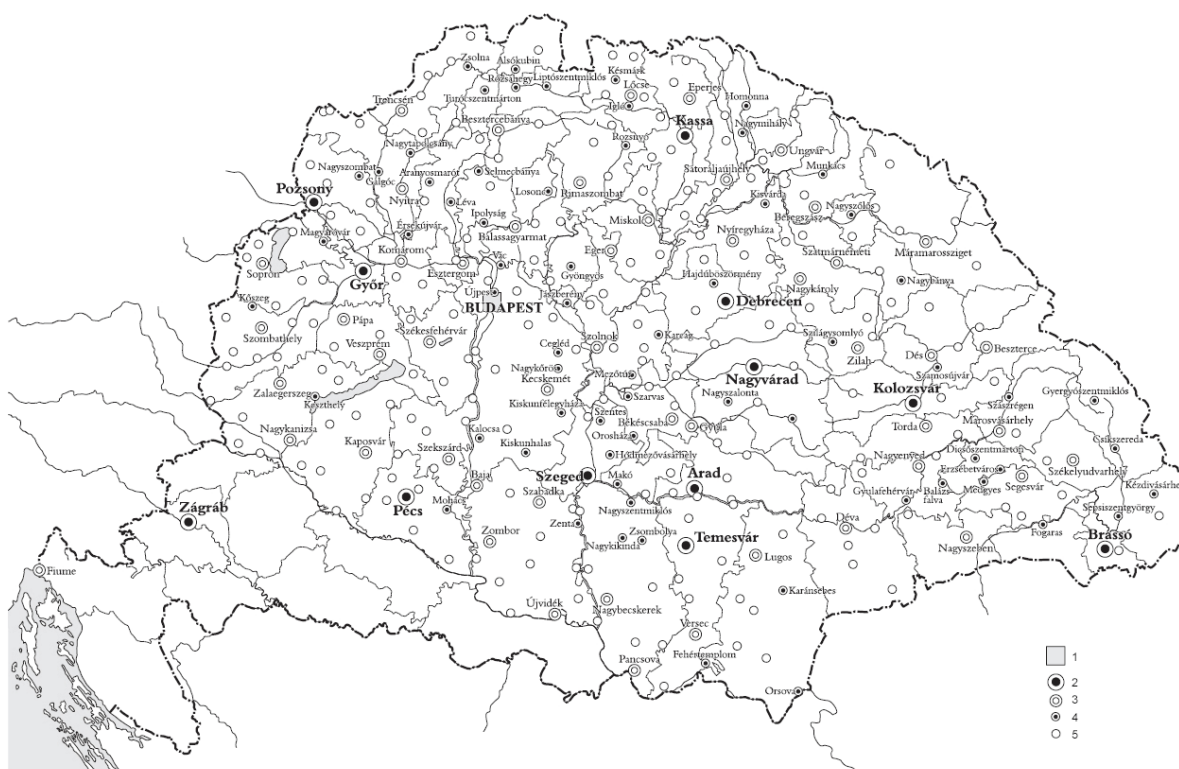 Zsolna
Alsókubin
Rózsahegy
Liptószentmiklós
Turócszentmárton
Késmárk
Lőcse
Igló
Eperjes
Homonna
Trencsén
Besztercebánya
Kassa
Nagymihály
Rozsnyó
Ungvár
Nagytapolcsány
Nagyszombat
Galgóc
Aranyosmarót
Selmecbánya
Sátoraljaújhely
Munkács
Pozsony
Nyitra
Léva
Losonc
Rimaszombat
Kisvárda
Beregszász
Nagyszőlős
Ipolyság
Miskolc
Magyaróvár
Érsekújvár
Balassagyarmat
Nyíregyháza
Komárom
Eger
Szatmárnémeti
Máramarossziget
Sopron
Vác
Győr
Esztergom
Gyöngyös
Hajdúböszörmény
Nagykároly
Nagybánya
Újpest
Jászberény
Kőszeg
BUDAPEST
Debrecen
Pápa
Székesfehérvár
Szombathely
Szolnok
Karcag
Szilágysomlyó
Veszprém
Cegléd
Zilah
Dés
Beszterce
Nagykőrös
Mezőtúr
Szamosújvár
Kecskemét
Nagyvárad
Kolozsvár
Zalaegerszeg
Keszthely
Szarvas
Nagyszalonta
Gyergyószentmiklós
Szászrégen
Kiskunfélegyháza
Szentes
Békéscsaba
Gyula
Torda
Marosvásárhely
Nagykanizsa
Kalocsa
Orosháza
Kaposvár
Kiskunhalas
Csíkszereda
Szekszárd
Hódmezővásárhely
Nagyenyed
Dicsőszentmárton
Erzsébetváros
Székelyudvarhely
Szeged
Makó
Arad
Baja
Medgyes
Segesvár
Kézdivásárhely
Pécs
Mohács
Szabadka
Gyulafehérvár
Balázs
falva
Nagyszentmiklós
Zágráb
Zenta
Déva
Sepsiszentgyörgy
Zombor
Zsombolya
Nagykikinda
Temesvár
Fogaras
Nagyszeben
Brassó
Lugos
Fiume
Karánsebes
Újvidék
Nagybecskerek
Versec
Pancsova
Fehértemplom
Orsova
1
2
3
4
5